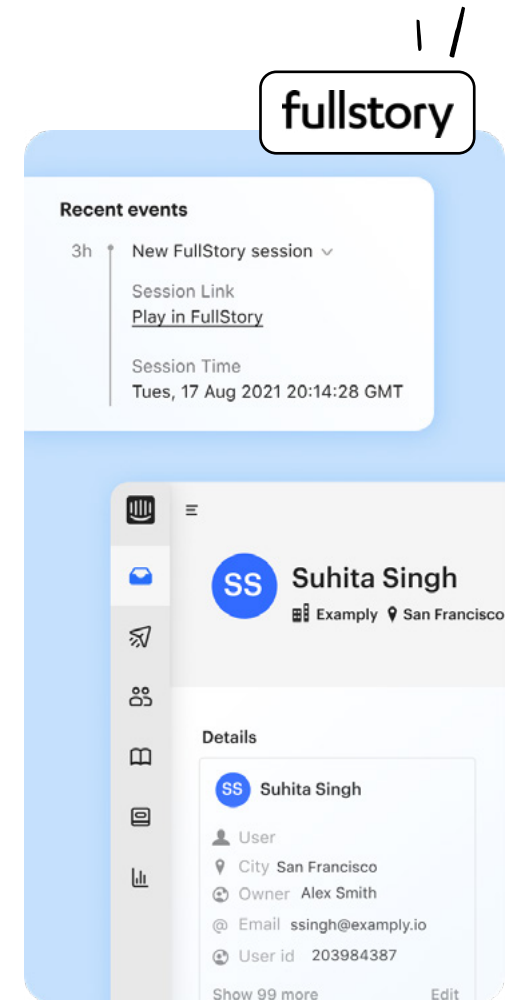 fullstory
Recent events
3h New FullStory session
Session Link
Play in FullStory
Session Time
Tues, 17 Aug 2021 20:14:28 GMT
SS Suhita Singh
Examply San Francisco
Details
SS Suhita Singh
User
City San Francisco
Owner Alex Smith
@ Email ssingh@examply.io
User id 203984387
Show 99 more Edit